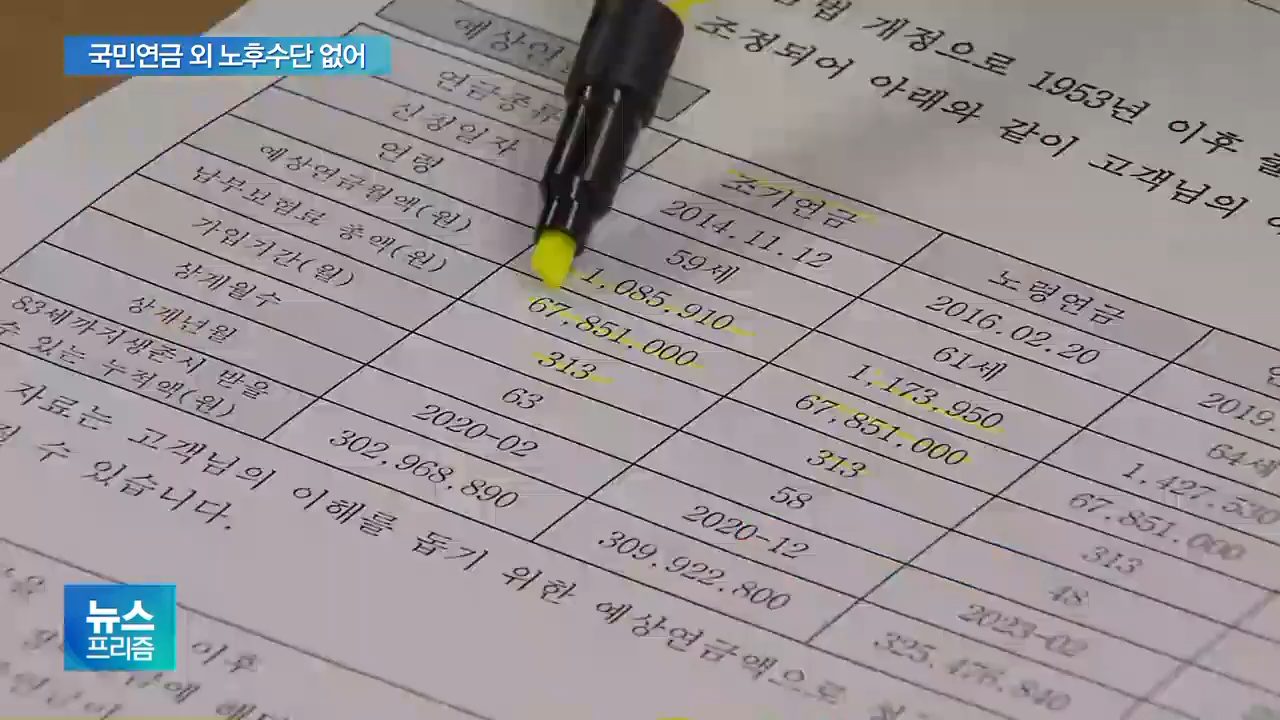 국민연금 외 노후수단 없어
법 개정으로 1953년 이후
조정되어 아래와 같이 고객님의
연금종류 조기연금 노령연금
신청일자 2014.11.12 2016.02.20 2019.
연령 59세 61세 64세
예상연금월액(원) 1,085,910 1,173,950 1,427,530
납부보험료 총액(원) 67,851,000 67,851,000 67,851,000
가입기간(월) 313 313 313
상계월수 63 58 48
상계년월 2020-02 2020-12 2023-02
83세까지생존시 받을
수 있는 누적액(원) 302,968,890 309,922,800 325,476,840
자료는 고객님의 이해를 돕기 위한 예상연금액으로
수 있습니다.
이후
뉴스
프리즘